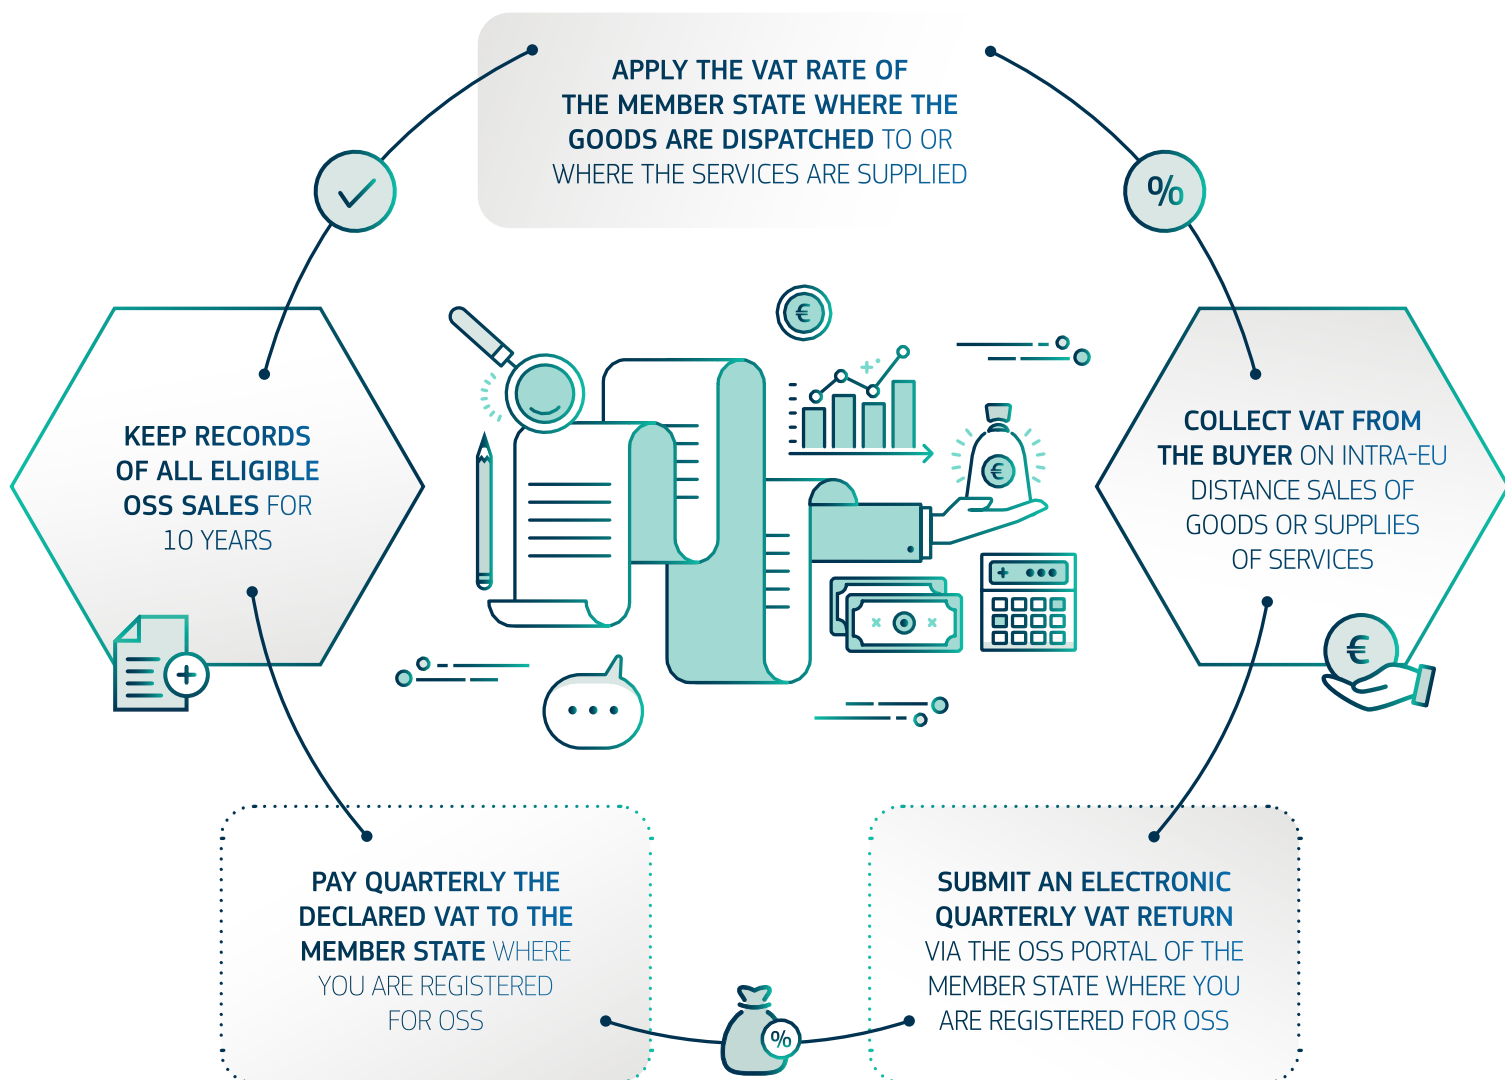 APPLY THE VAT RATE OF
THE MEMBER STATE WHERE THE
GOODS ARE DISPATCHED TO OR
WHERE THE SERVICES ARE SUPPLIED
%
COLLECT VAT FROM
THE BUYER ON INTRA-EU
DISTANCE SALES OF
GOODS OR SUPPLIES
OF SERVICES
€
SUBMIT AN ELECTRONIC
QUARTERLY VAT RETURN
VIA THE OSS PORTAL OF THE
MEMBER STATE WHERE YOU
ARE REGISTERED FOR OSS
%
PAY QUARTERLY THE
DECLARED VAT TO THE
MEMBER STATE WHERE
YOU ARE REGISTERED
FOR OSS
KEEP RECORDS
OF ALL ELIGIBLE
OSS SALES FOR
10 YEARS
€
€